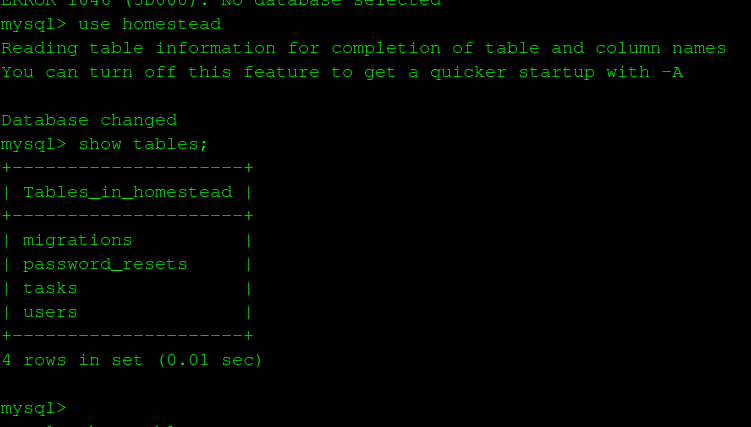 ERROR 1046 (3D000): No database selected
mysql> use homestead
Reading table information for completion of table and column names
You can turn off this feature to get a quicker startup with -A
Database changed
mysql> show tables;
+---------------------+
| Tables_in_homestead |
+---------------------+
| migrations          |
| password_resets     |
| tasks               |
| users               |
+---------------------+
4 rows in set (0.01 sec)
mysql>